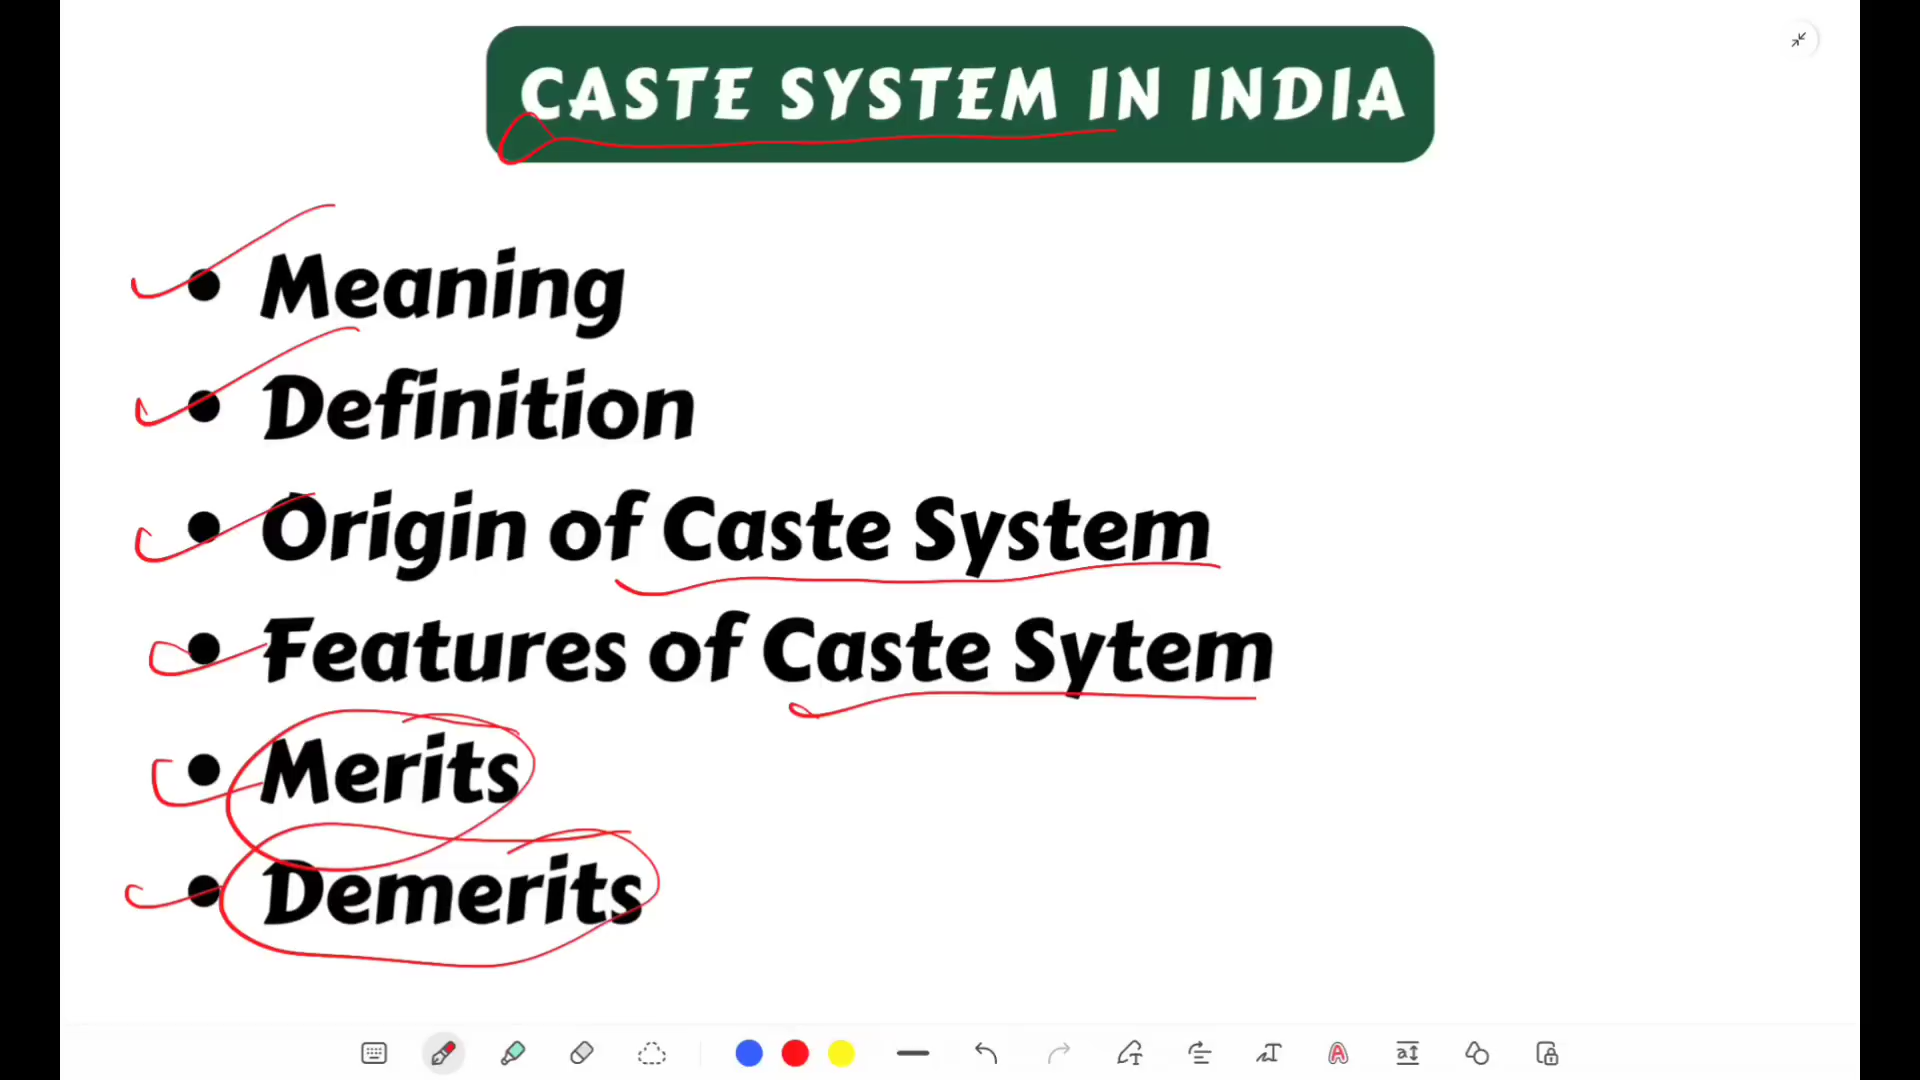 CASTE SYSTEM IN INDIA
• Meaning
• Definition
• Origin of Caste System
• Features of Caste Sytem
• Merits
• Demerits